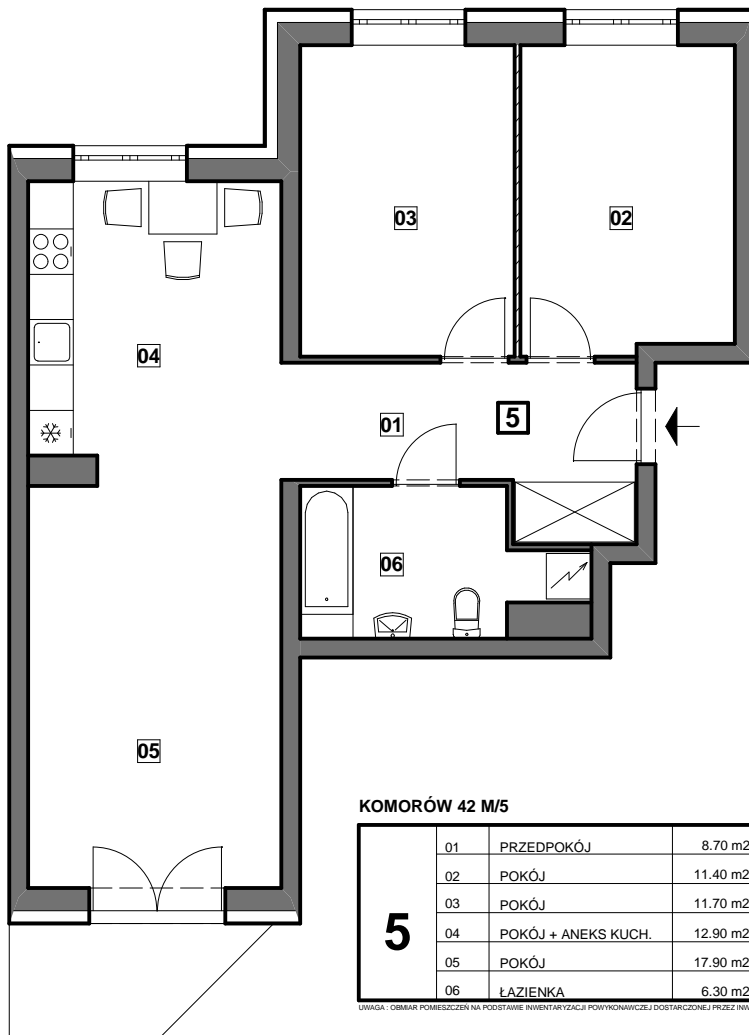 03
02
04
01
5
06
05
KOMORÓW 42 M/5
5
01 PRZEDPOKÓJ 8.70 m2
02 POKÓJ 11.40 m2
03 POKÓJ 11.70 m2
04 POKÓJ + ANEKS KUCH. 12.90 m2
05 POKÓJ 17.90 m2
06 ŁAZIENKA 6.30 m2
UWAGA : OBMIAR POMIESZCZEŃ NA PODSTAWIE INWENTARYZACJI POWYKONAWCZEJ DOSTARCZONEJ PRZEZ INW